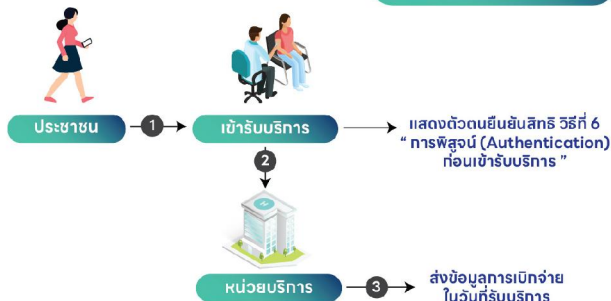 ประชาชน
1
เข้ารับบริการ
แสดงตัวตนยืนยันสิทธิ วิธีที่ 6
“ การพิสูจน์ (Authentication)
ก่อนเข้ารับบริการ ”
2
H
หน่วยบริการ
3
ส่งข้อมูลการเบิกจ่าย
ในวันที่รับบริการ